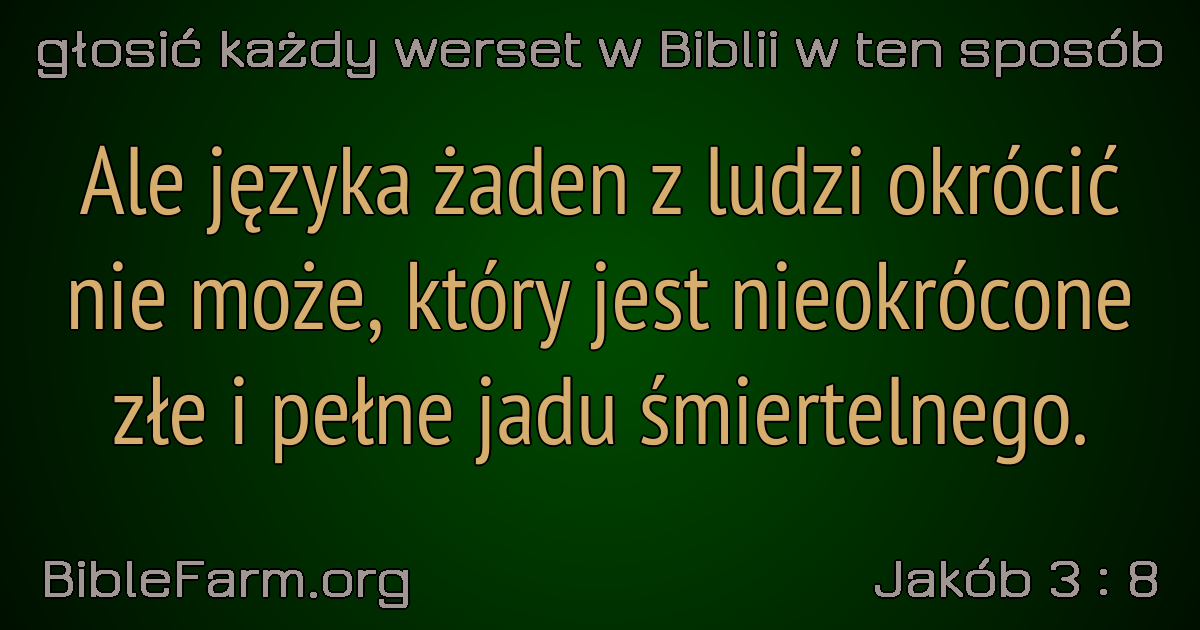 głosić każdy werset w Biblii w ten sposób
Ale języka żaden z ludzi okrócić
nie może, który jest nieokrócone
złe i pełne jadu śmiertelnego.
BibleFarm.org
Jakób 3 : 8